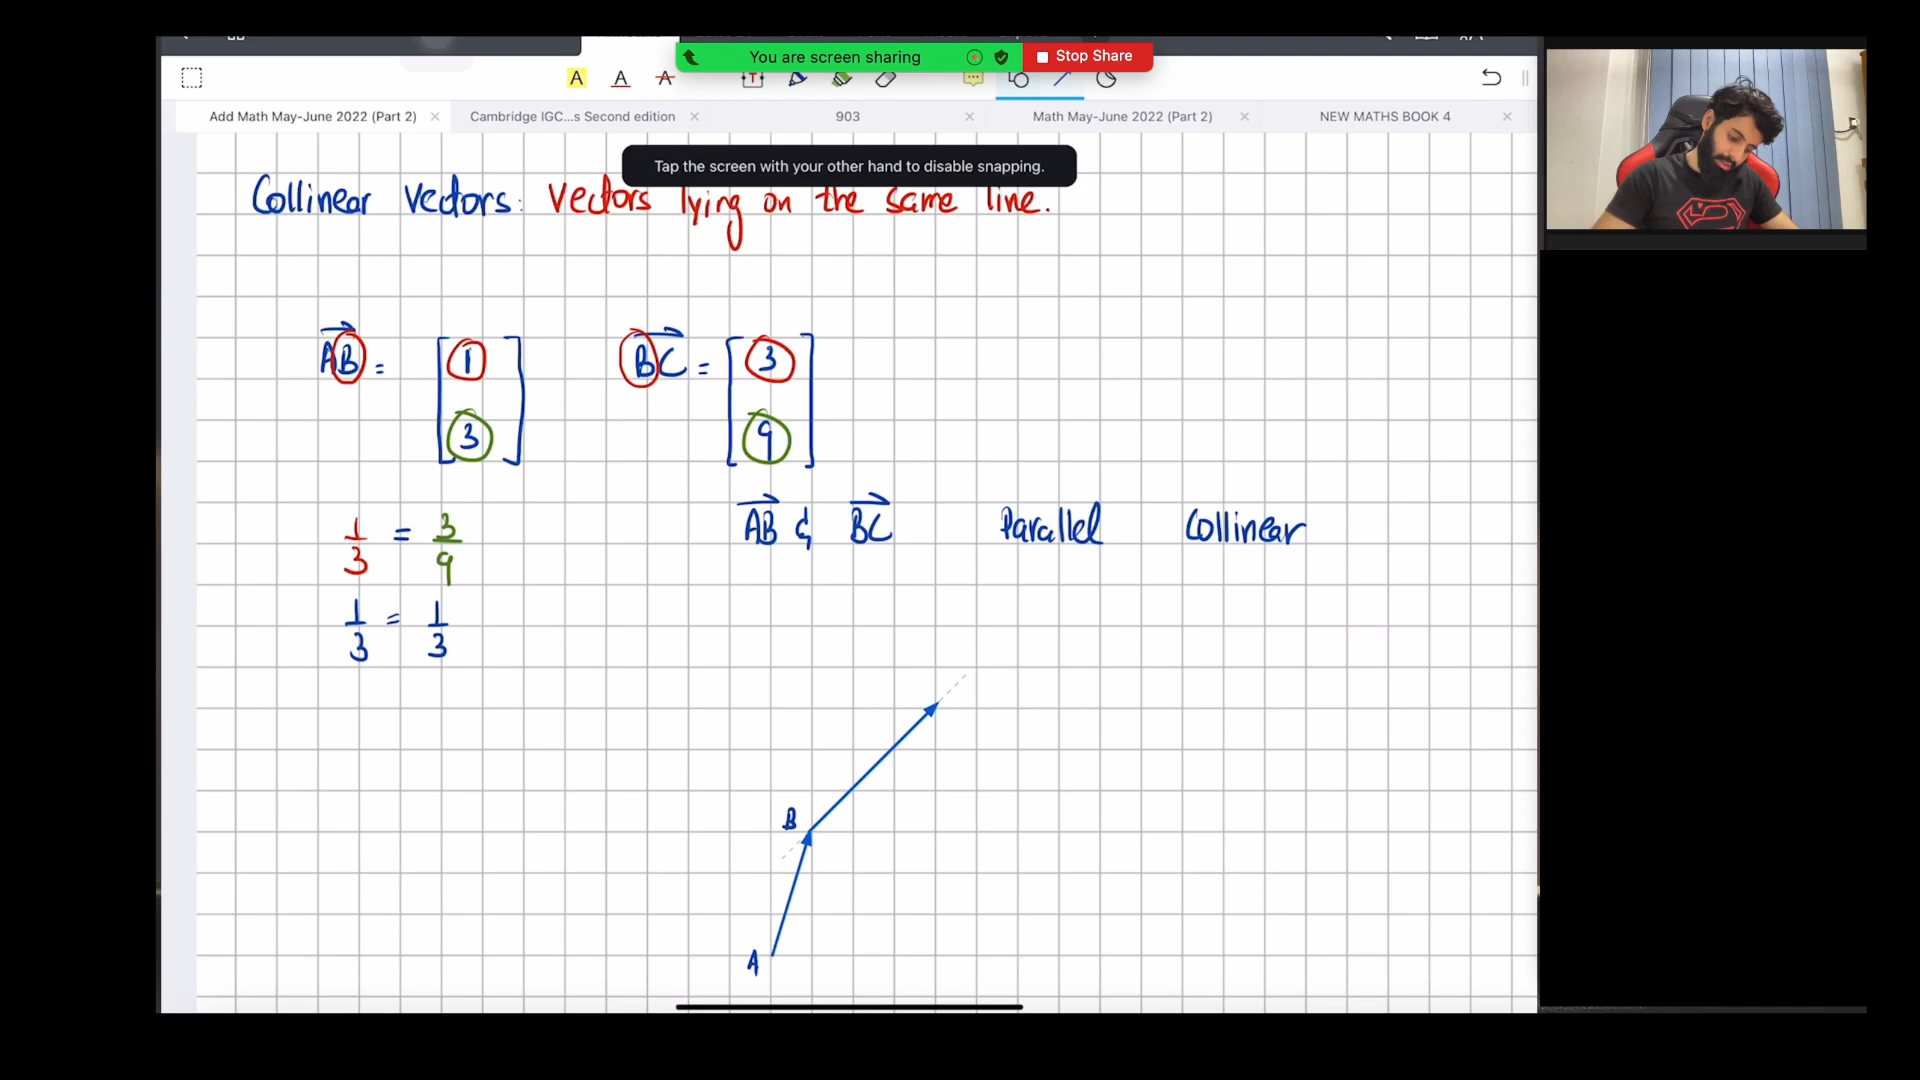 You are screen sharing Stop Share
A A A T
Add Math May-June 2022 (Part 2) Cambridge IGC...s Second edition 903 Math May-June 2022 (Part 2) NEW MATHS BOOK 4
Tap the screen with your other hand to disable snapping.
Collinear Vectors: Vectors lying on the same line.
AB = [1 3] BC = [3 9]
1/3 = 3/9
AB & BC Parallel Collinear
1/3 = 1/3
B
A